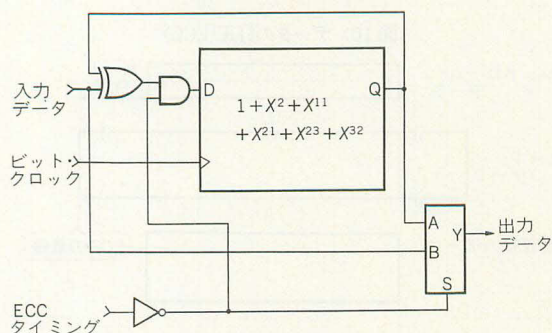 入力
データ
D
Q
1+X²+X¹¹
+X²¹+X²³+X³²
ビット・
クロック
A
B
Y
S
出力
データ
ECC
タイミング